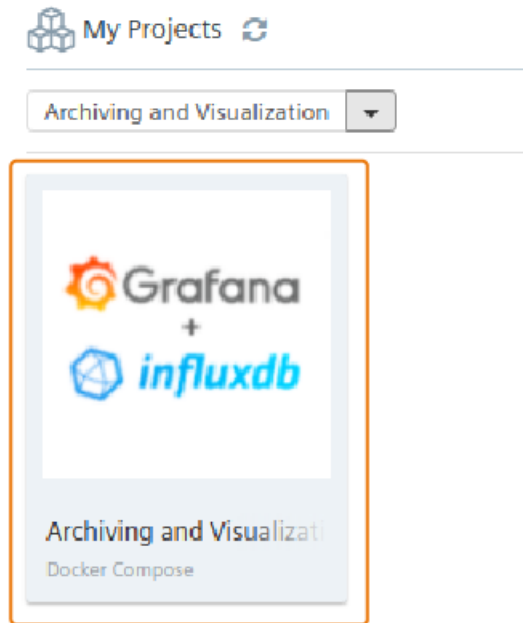 My Projects
Archiving and Visualization
Grafana
+
influxdb
Archiving and Visualizati
Docker Compose